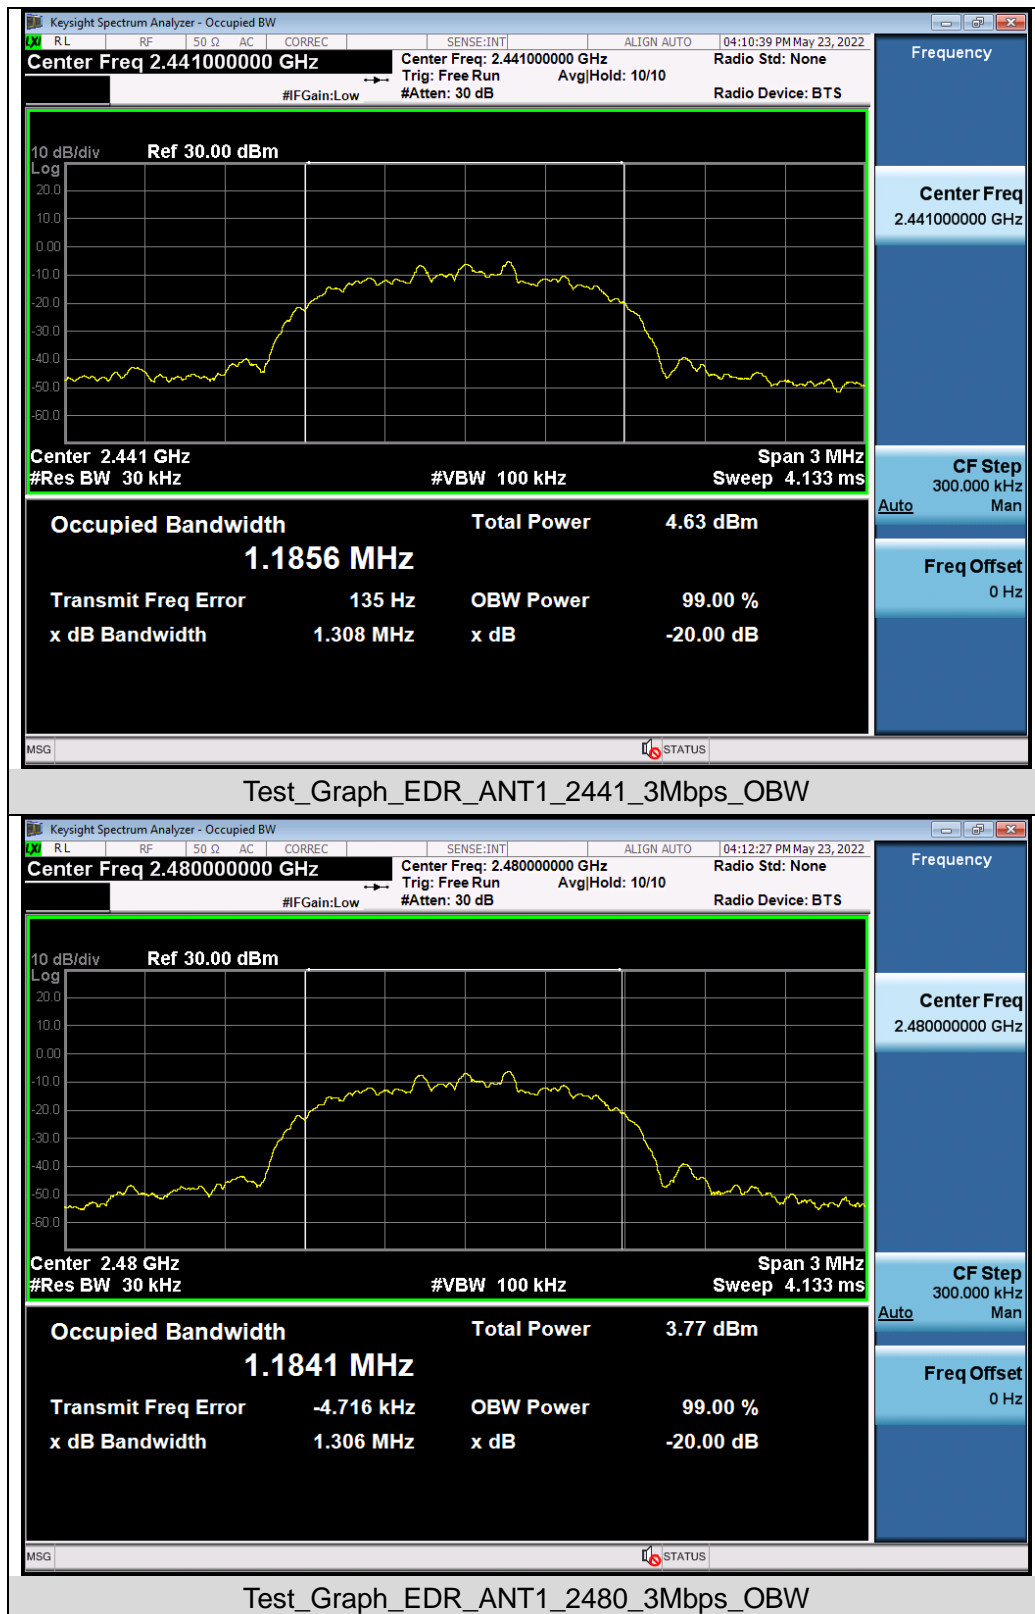 Keysight Spectrum Analyzer - Occupied BW
LXI RL RF 50 Ω AC CORREC SENSE:INT ALIGN AUTO 04:10:39 PM May 23, 2022
Center Freq 2.441000000 GHz
Center Freq: 2.441000000 GHz
Radio Std: None
Trig: Free Run Avg|Hold: 10/10
#IFGain:Low #Atten: 30 dB Radio Device: BTS
Frequency
10 dB/div Ref 30.00 dBm
Log
20.0
10.0
0.00
-10.0
-20.0
-30.0
-40.0
-50.0
-60.0
Center Freq
2.441000000 GHz
Center 2.441 GHz Span 3 MHz
#Res BW 30 kHz #VBW 100 kHz Sweep 4.133 ms
CF Step
300.000 kHz
Auto Man
Occupied Bandwidth Total Power 4.63 dBm
1.1856 MHz
Transmit Freq Error 135 Hz OBW Power 99.00 %
x dB Bandwidth 1.308 MHz x dB -20.00 dB
Freq Offset
0 Hz
MSG STATUS
Test_Graph_EDR_ANT1_2441_3Mbps_OBW
Keysight Spectrum Analyzer - Occupied BW
LXI RL RF 50 Ω AC CORREC SENSE:INT ALIGN AUTO 04:12:27 PM May 23, 2022
Center Freq 2.480000000 GHz
Center Freq: 2.480000000 GHz
Radio Std: None
Trig: Free Run Avg|Hold: 10/10
#IFGain:Low #Atten: 30 dB Radio Device: BTS
Frequency
10 dB/div Ref 30.00 dBm
Log
20.0
10.0
0.00
-10.0
-20.0
-30.0
-40.0
-50.0
-60.0
Center Freq
2.480000000 GHz
Center 2.48 GHz Span 3 MHz
#Res BW 30 kHz #VBW 100 kHz Sweep 4.133 ms
CF Step
300.000 kHz
Auto Man
Occupied Bandwidth Total Power 3.77 dBm
1.1841 MHz
Transmit Freq Error -4.716 kHz OBW Power 99.00 %
x dB Bandwidth 1.306 MHz x dB -20.00 dB
Freq Offset
0 Hz
MSG STATUS
Test_Graph_EDR_ANT1_2480_3Mbps_OBW